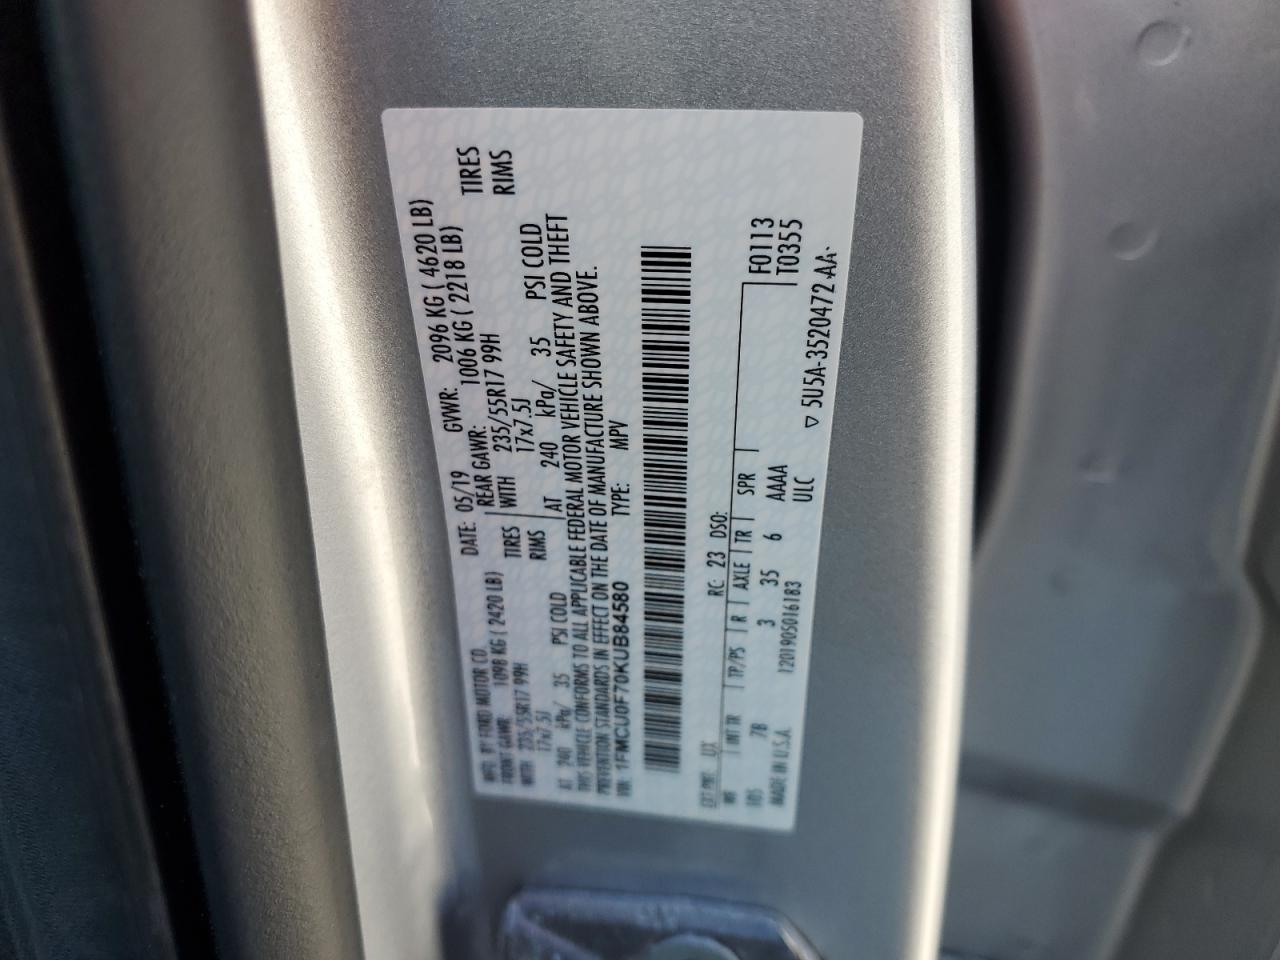 MFD. BY FORD MOTOR CO. DATE: 05/19 GVWR: 2096 KG ( 4620 LB)
FRONT GAWR: 1098 KG ( 2420 LB) REAR GAWR: 1006 KG ( 2218 LB)
WITH 235/55R17 99H TIRES WITH 235/55R17 99H TIRES
17x7.5J RIMS 17x7.5J RIMS
AT 240 kPa/ 35 PSI COLD AT 240 kPa/ 35 PSI COLD
THIS VEHICLE CONFORMS TO ALL APPLICABLE FEDERAL MOTOR VEHICLE SAFETY AND THEFT
PREVENTION STANDARDS IN EFFECT ON THE DATE OF MANUFACTURE SHOWN ABOVE.
VIN: 1FMCU0F70KUB84580 TYPE: MPV
EXT PNT: UX RC: 23 DSO: F0113
WB INT TR TP/PS R AXLE TR SPR T0355
105 7B 3 35 6 AAAA
MADE IN U.S.A. 1201905016183 ULC
▽ 5U5A-3520472-AA